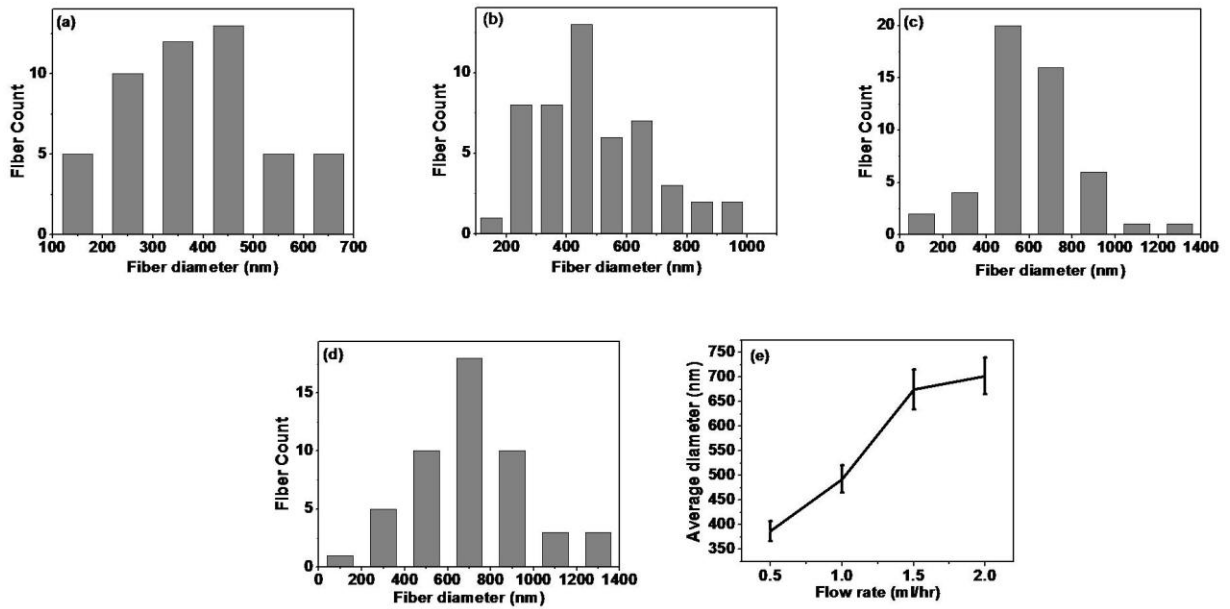 (a)
10
5
0
100 200 300 400 500 600 700
Fiber Count
Fiber diameter (nm)
(b)
10
5
0
200 400 600 800 1000
Fiber Count
Fiber diameter (nm)
(c)
20
15
10
5
0
0 200 400 600 800 1000 1200 1400
Fiber Count
Fiber diameter (nm)
(d)
15
10
5
0
0 200 400 600 800 1000 1200 1400
Fiber Count
Fiber diameter (nm)
(e)
750
700
650
600
550
500
450
400
350
0.5 1.0 1.5 2.0
Average diameter (nm)
Flow rate (ml/hr)